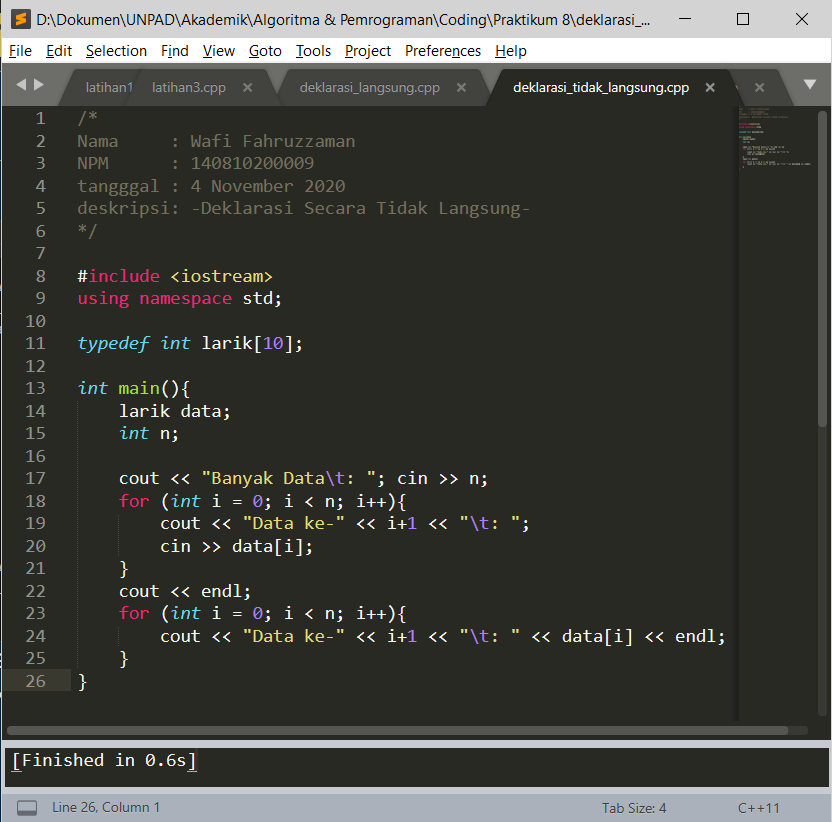 D:\Dokumen\UNPAD\Akademik\Algoritma & Pemrograman\Coding\Praktikum 8\deklarasi_...
File Edit Selection Find View Goto Tools Project Preferences Help
latihan1 latihan3.cpp × deklarasi_langsung.cpp × deklarasi_tidak_langsung.cpp × ×
1 /*
2 Nama     : Wafi Fahruzzaman
3 NPM      : 140810200009
4 tangggal : 4 November 2020
5 deskripsi: -Deklarasi Secara Tidak Langsung-
6 */
7
8 #include <iostream>
9 using namespace std;
10
11 typedef int larik[10];
12
13 int main(){
14     larik data;
15     int n;
16
17     cout << "Banyak Data\t: "; cin >> n;
18     for (int i = 0; i < n; i++){
19         cout << "Data ke-" << i+1 << "\t: ";
20         cin >> data[i];
21     }
22     cout << endl;
23     for (int i = 0; i < n; i++){
24         cout << "Data ke-" << i+1 << "\t: " << data[i] << endl;
25     }
26 }
[Finished in 0.6s]
Line 26, Column 1 Tab Size: 4 C++11